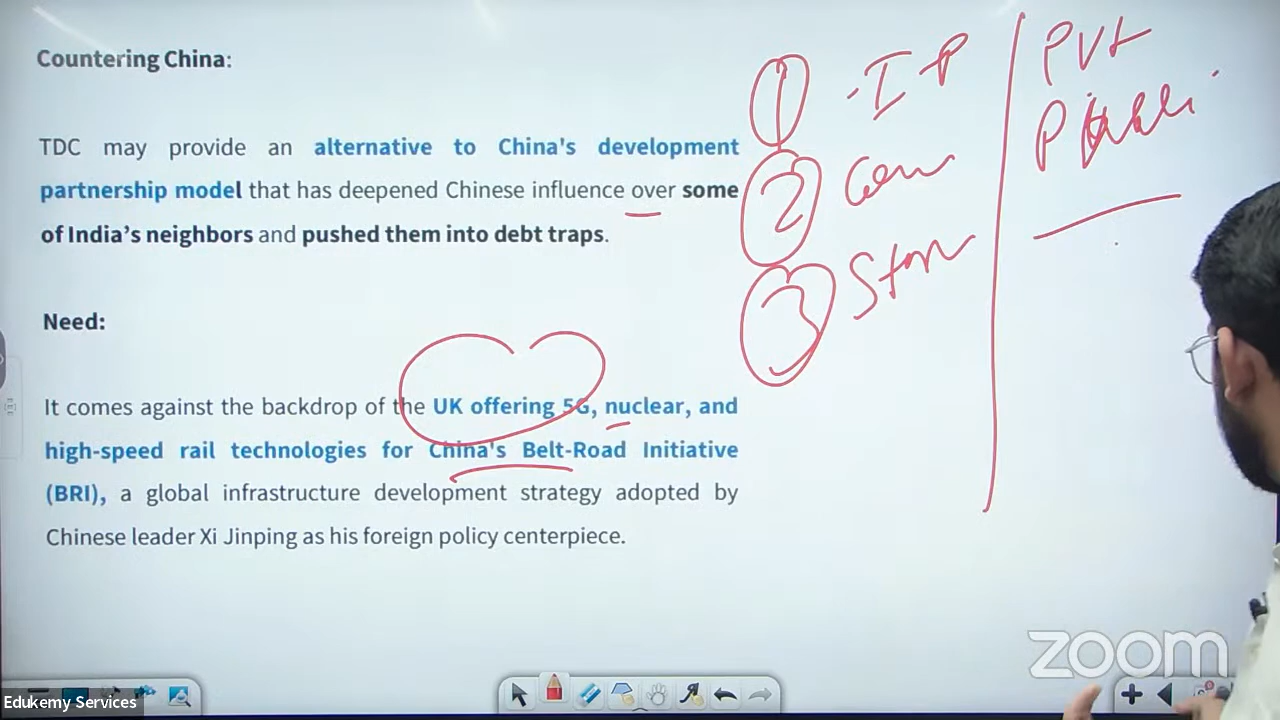 Countering China:
TDC may provide an alternative to China's development
partnership model that has deepened Chinese influence over some
of India's neighbors and pushed them into debt traps.
Need:
It comes against the backdrop of the UK offering 5G, nuclear, and
high-speed rail technologies for China's Belt-Road Initiative
(BRI), a global infrastructure development strategy adopted by
Chinese leader Xi Jinping as his foreign policy centerpiece.
1 I P
2
3
Pvt
zoom
Edukemy Services